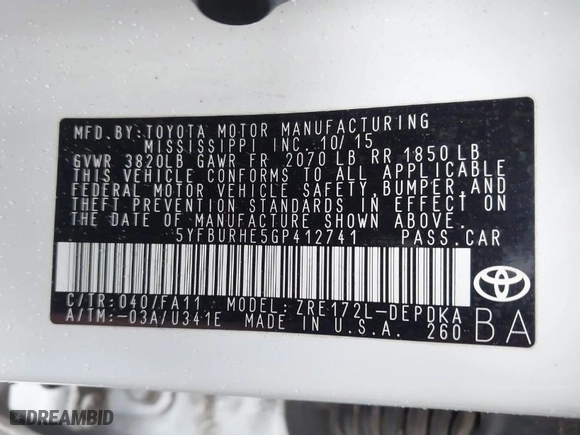 MFD. BY: TOYOTA MOTOR MANUFACTURING
MISSISSIPPI INC. 10/15
GVWR 3820LB GAWR FR 2070 LB RR 1850 LB
THIS VEHICLE CONFORMS TO ALL APPLICABLE
FEDERAL MOTOR VEHICLE SAFETY, BUMPER, AND
THEFT PREVENTION STANDARDS IN EFFECT ON
THE DATE OF MANUFACTURE SHOWN ABOVE.
5YFBURHE5GP412741 PASS. CAR
C/TR: 040/FA11 MODEL: ZRE172L-DEPDKA
A/TM: -03A/U341E MADE IN U.S.A. 260
BA
DREAMBID